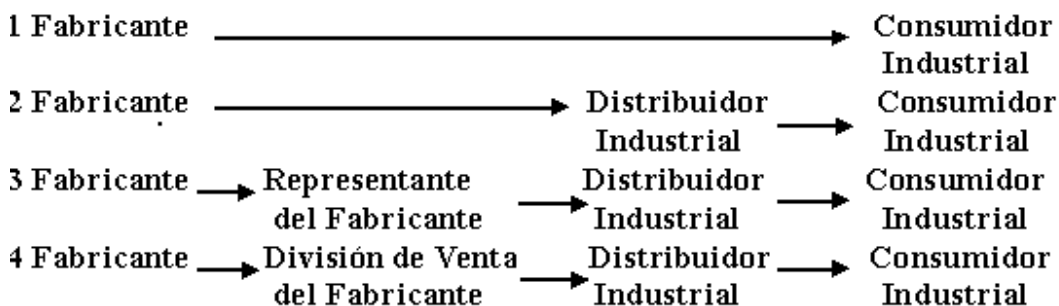 1 Fabricante Consumidor
Industrial
2 Fabricante Distribuidor Consumidor
Industrial Industrial
3 Fabricante Representante Distribuidor Consumidor
del Fabricante Industrial Industrial
4 Fabricante División de Venta Distribuidor Consumidor
del Fabricante Industrial Industrial